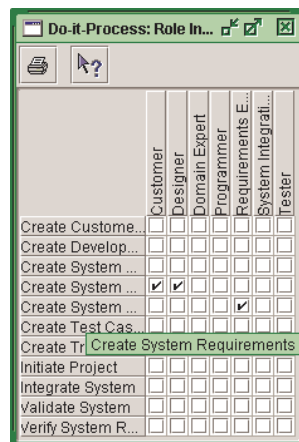 Do-it-Process: Role In...
Customer
Designer
Domain Expert
Programmer
Requirements E...
System Integrati...
Tester
Create Custome...
Create Develop...
Create System ...
Create System ...
Create System ...
Create Test Cas...
Create Tr
Create System Requirements
Initiate Project
Integrate System
Validate System
Verify System R...